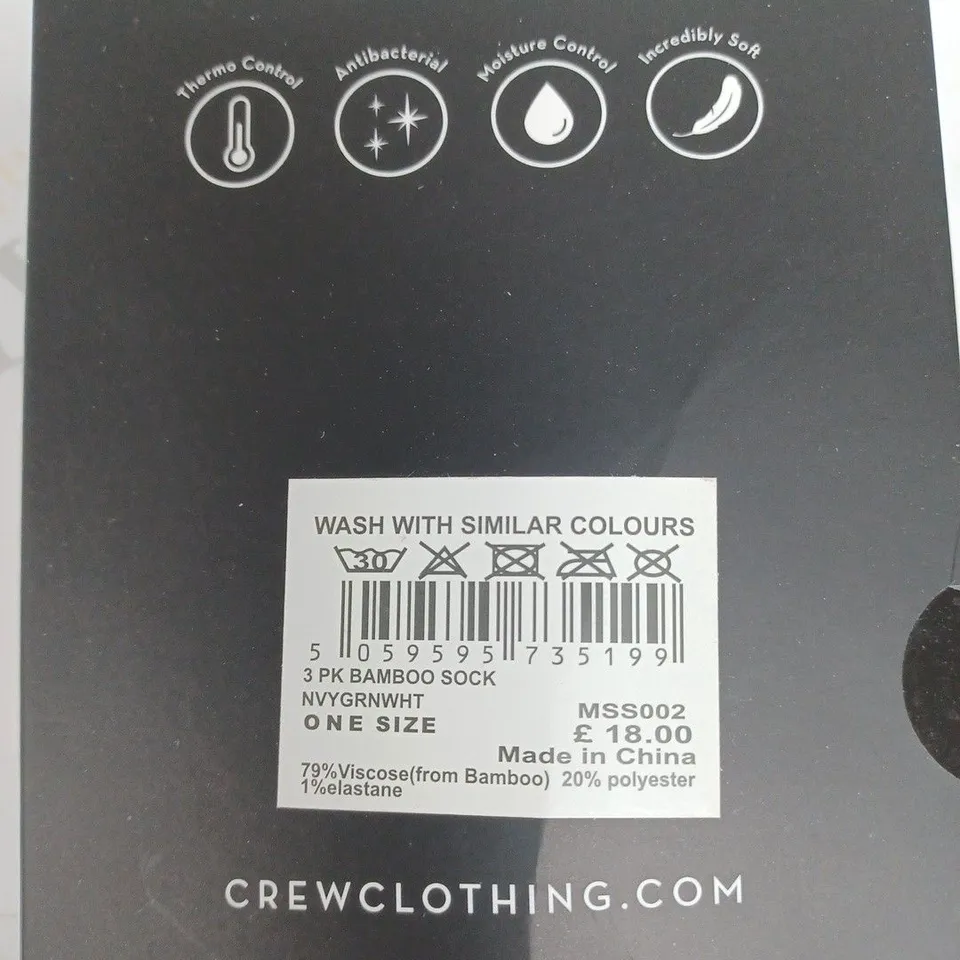 Thermo Control
Antibacterial
Moisture Control
Incredibly Soft
WASH WITH SIMILAR COLOURS
30
5 059595 735199
3 PK BAMBOO SOCK
NVYGRNWHT
ONE SIZE
MSS002
£ 18.00
Made in China
79%Viscose(from Bamboo) 20% polyester
1%elastane
CREWCLOTHING.COM